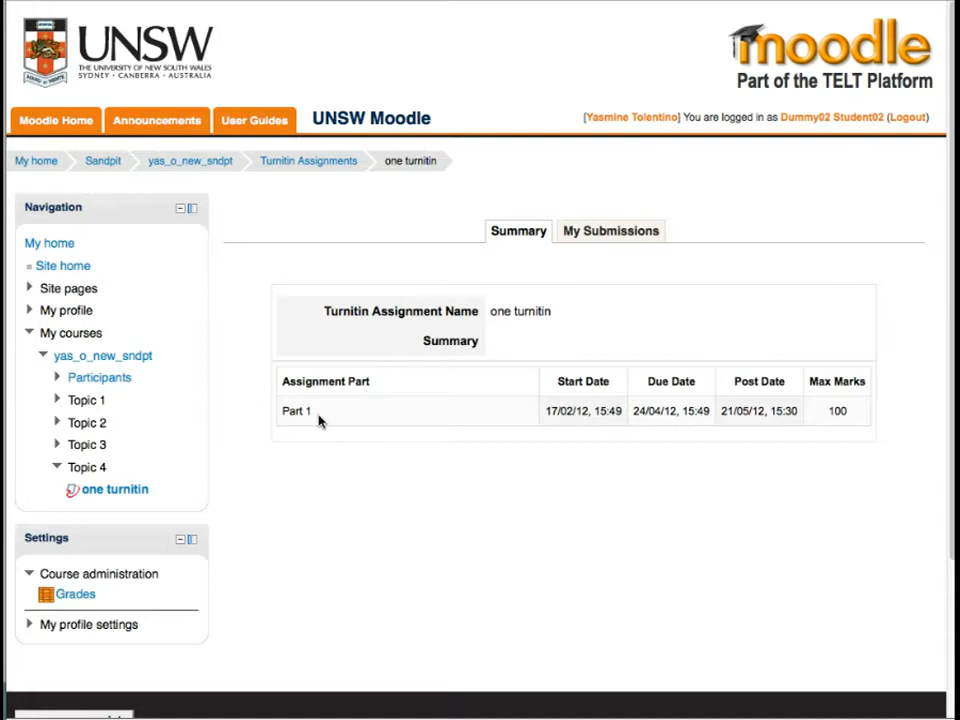 UNSW
THE UNIVERSITY OF NEW SOUTH WALES
SYDNEY · CANBERRA · AUSTRALIA
moodle
Part of the TELT Platform
Moodle Home Announcements User Guides UNSW Moodle [Yasmine Tolentino] You are logged in as Dummy02 Student02 (Logout)
My home Sandpit yas_o_new_sndpt Turnitin Assignments one turnitin
Navigation
My home
Site home
Site pages
My profile
My courses
yas_o_new_sndpt
Participants
Topic 1
Topic 2
Topic 3
Topic 4
one turnitin
Settings
Course administration
Grades
My profile settings
Summary My Submissions
Turnitin Assignment Name one turnitin
Summary
Assignment Part Start Date Due Date Post Date Max Marks
Part 1 17/02/12, 15:49 24/04/12, 15:49 21/05/12, 15:30 100